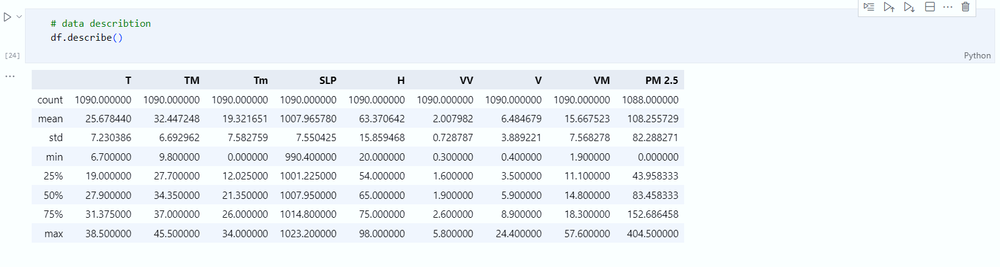 # data describtion
df.describe()
[24]
Python
...
T TM Tm SLP H VV V VM PM 2.5
count 1090.000000 1090.000000 1090.000000 1090.000000 1090.000000 1090.000000 1090.000000 1090.000000 1088.000000
mean 25.678440 32.447248 19.321651 1007.965780 63.370642 2.007982 6.484679 15.667523 108.255729
std 7.230386 6.692962 7.582759 7.550425 15.859468 0.728787 3.889221 7.568278 82.288271
min 6.700000 9.800000 0.000000 990.400000 20.000000 0.300000 0.400000 1.900000 0.000000
25% 19.000000 27.700000 12.025000 1001.225000 54.000000 1.600000 3.500000 11.100000 43.958333
50% 27.900000 34.350000 21.350000 1007.950000 65.000000 1.900000 5.900000 14.800000 83.458333
75% 31.375000 37.000000 26.000000 1014.800000 75.000000 2.600000 8.900000 18.300000 152.686458
max 38.500000 45.500000 34.000000 1023.200000 98.000000 5.800000 24.400000 57.600000 404.500000